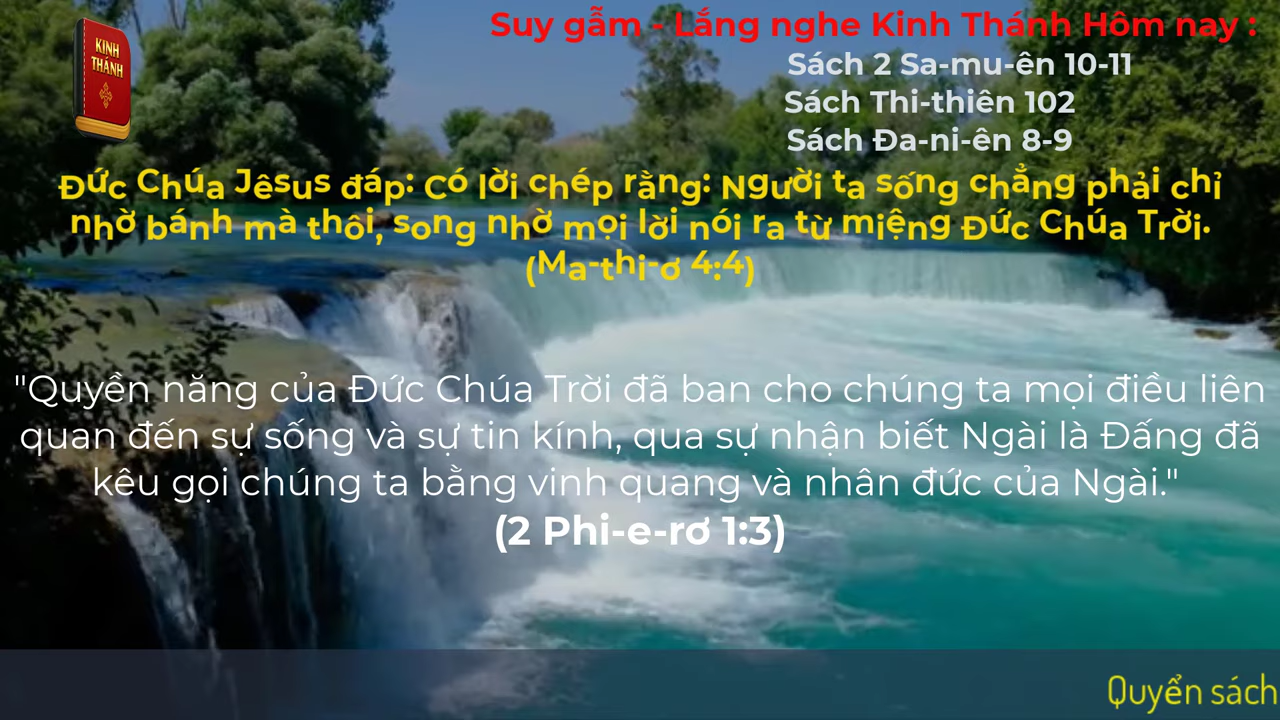 KINH
THÁNH
Suy gẫm - Lắng nghe Kinh Thánh Hôm nay :
Sách 2 Sa-mu-ên 10-11
Sách Thi-thiên 102
Sách Đa-ni-ên 8-9
Đức Chúa Jêsus đáp: Có lời chép rằng: Người ta sống chẳng phải chỉ
nhờ bánh mà thôi, song nhờ mọi lời nói ra từ miệng Đức Chúa Trời.
(Ma-thi-ơ 4:4)
"Quyền năng của Đức Chúa Trời đã ban cho chúng ta mọi điều liên
quan đến sự sống và sự tin kính, qua sự nhận biết Ngài là Đấng đã
kêu gọi chúng ta bằng vinh quang và nhân đức của Ngài."
(2 Phi-e-rơ 1:3)
Quyển sách